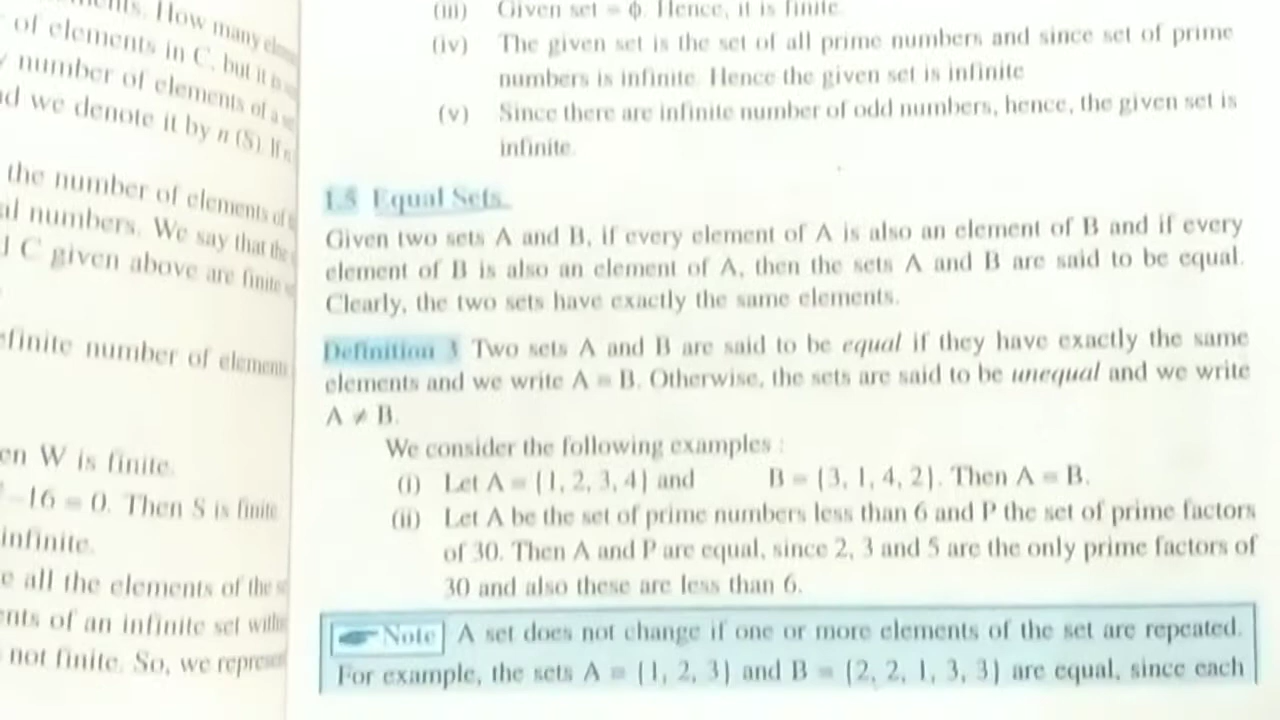 ments. How many
of elements in C, but it is
number of elements of a
nd we denote it by n (S). If
the number of elements of
al numbers. We say that the
C given above are finite
efinite number of elements
en W is finite.
–16 = 0. Then S is finite
infinite.
e all the elements of the
ents of an infinite set
not finite. So, we represent
(iii) Given set = ϕ. Hence, it is finite.
(iv) The given set is the set of all prime numbers and since set of prime
numbers is infinite. Hence the given set is infinite
(v) Since there are infinite number of odd numbers, hence, the given set is
infinite.
1.5 Equal Sets
Given two sets A and B, if every element of A is also an element of B and if every
element of B is also an element of A, then the sets A and B are said to be equal.
Clearly, the two sets have exactly the same elements.
Definition 3 Two sets A and B are said to be equal if they have exactly the same
elements and we write A = B. Otherwise, the sets are said to be unequal and we write
A ≠ B.
We consider the following examples :
(i) Let A = {1, 2, 3, 4} and B = {3, 1, 4, 2}. Then A = B.
(ii) Let A be the set of prime numbers less than 6 and P the set of prime factors
of 30. Then A and P are equal, since 2, 3 and 5 are the only prime factors of
30 and also these are less than 6.
Note A set does not change if one or more elements of the set are repeated.
For example, the sets A = {1, 2, 3} and B = {2, 2, 1, 3, 3} are equal, since each